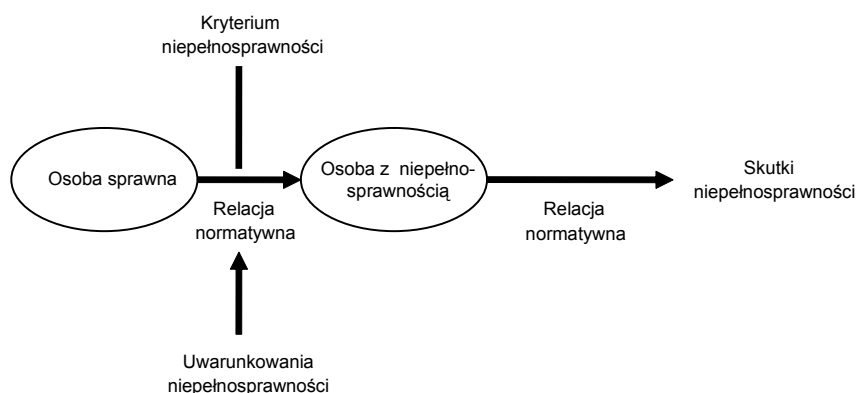 Kryterium
niepełnosprawności
Osoba sprawna
Osoba z niepełno-
sprawnością
Skutki
niepełnosprawności
Relacja
normatywna
Relacja
normatywna
Uwarunkowania
niepełnosprawności